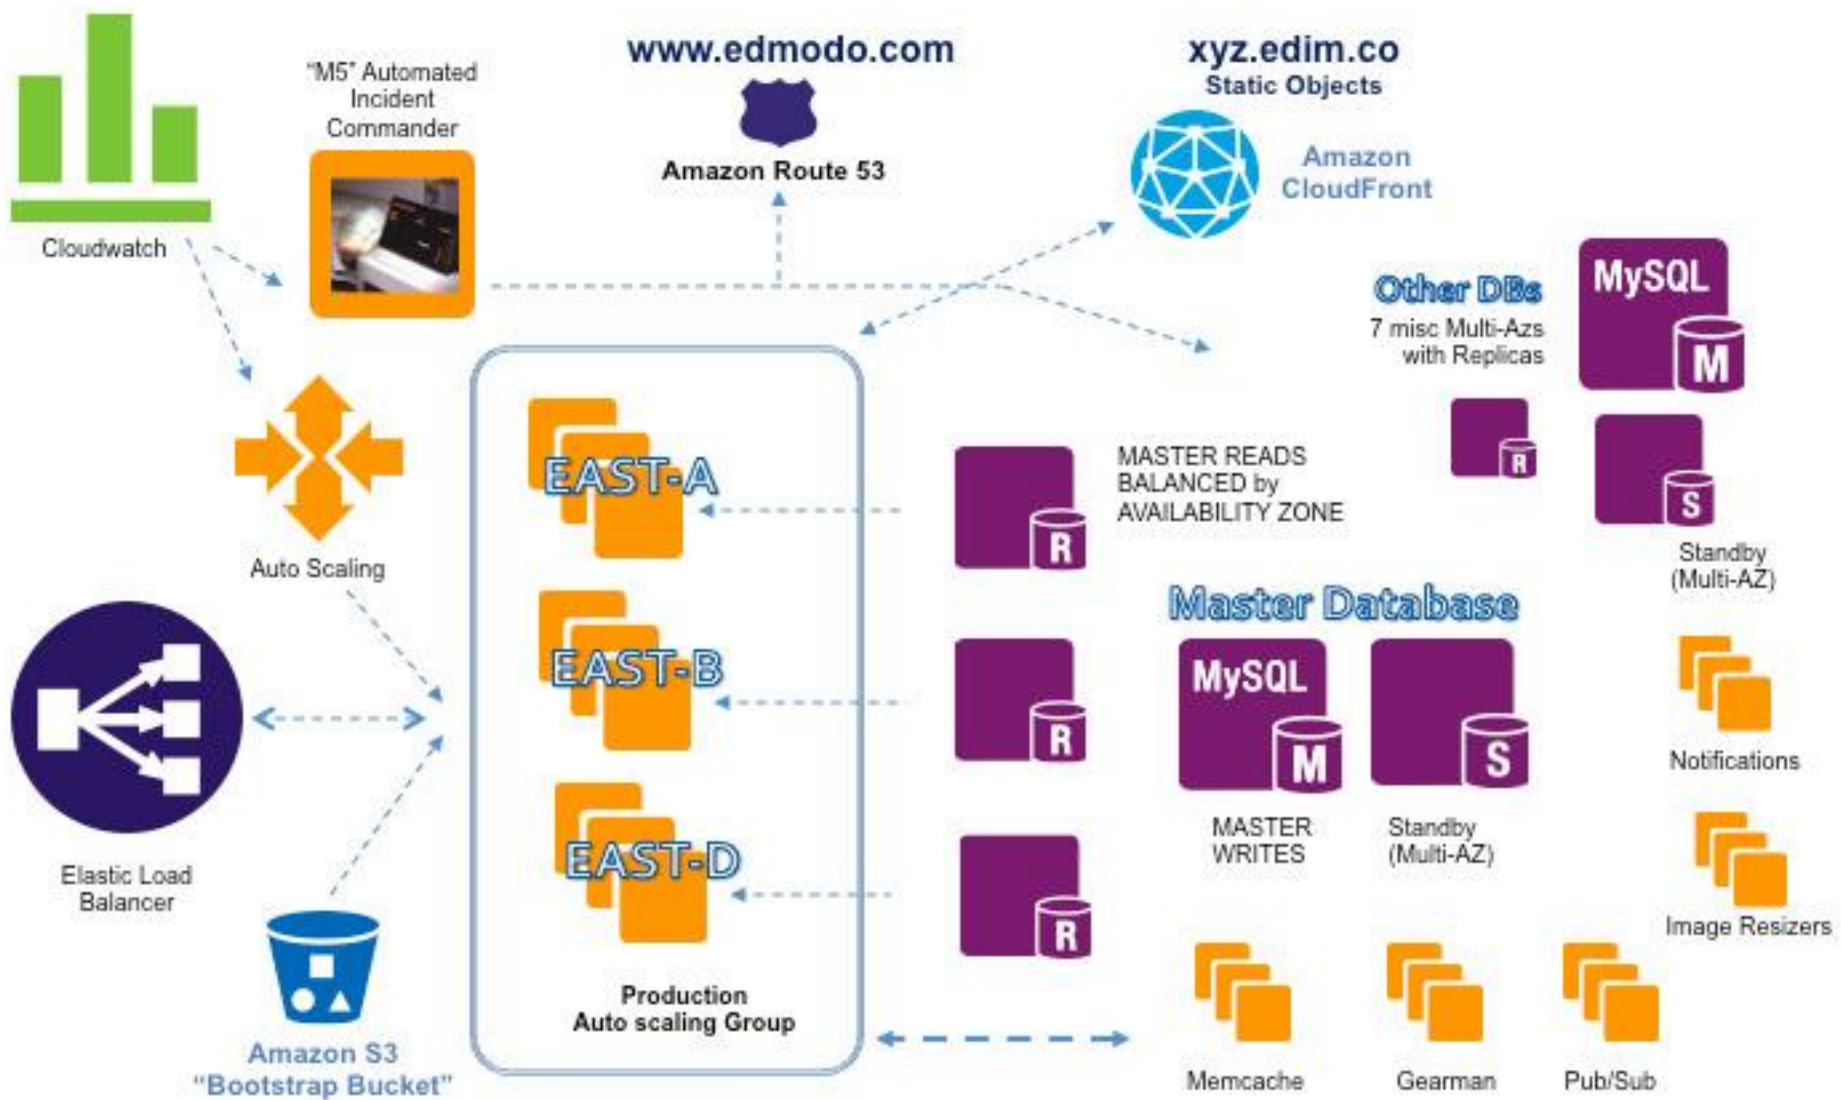 www.edmodo.com
xyz.edim.co
Static Objects
"M5" Automated
Incident
Commander
Amazon Route 53
Amazon
CloudFront
Cloudwatch
Other DBs
7 misc Multi-Azs
with Replicas
MySQL
M
R
S
Standby
(Multi-AZ)
EAST-A
R
MASTER READS
BALANCED by
AVAILABILITY ZONE
Auto Scaling
Master Database
EAST-B
R
MySQL
M
S
MASTER
WRITES
Standby
(Multi-AZ)
Notifications
Elastic Load
Balancer
EAST-D
R
Image Resizers
Production
Auto scaling Group
Amazon S3
"Bootstrap Bucket"
Memcache
Gearman
Pub/Sub